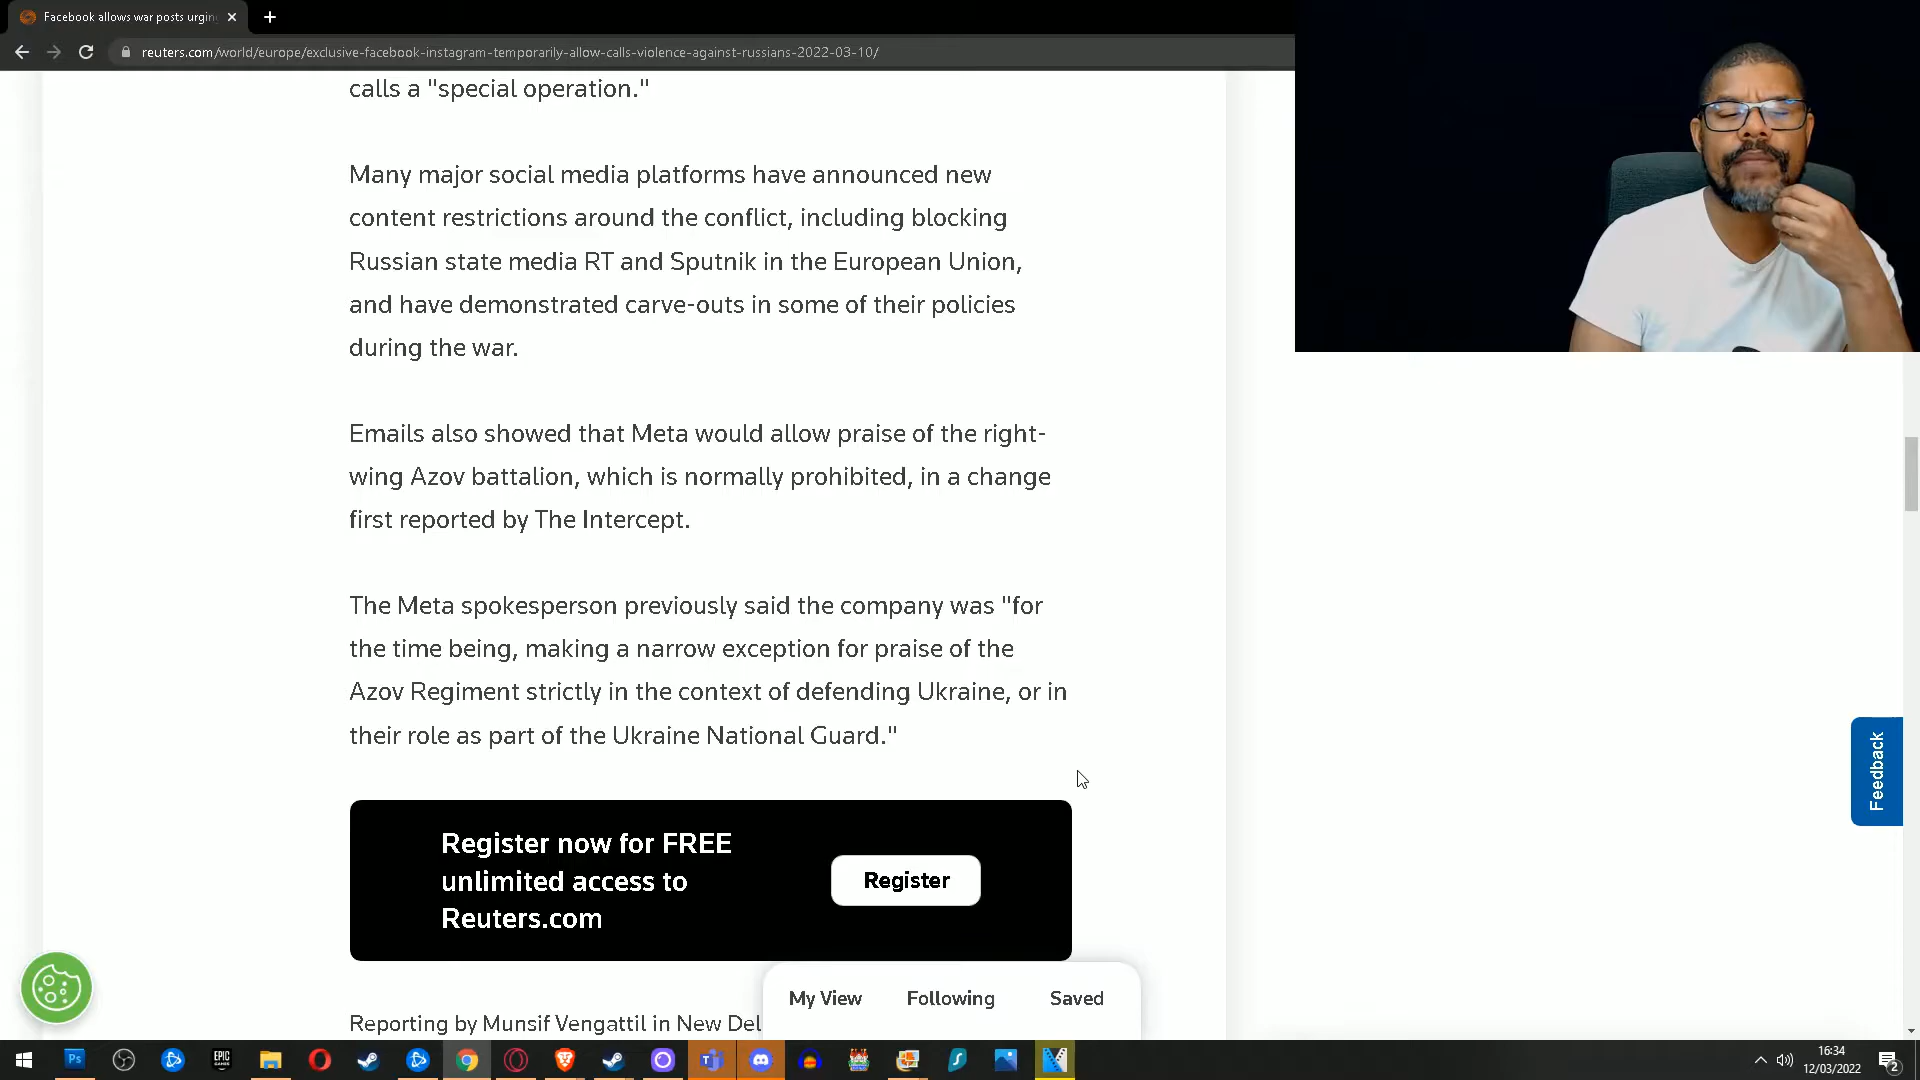 Facebook allows war posts urging
reuters.com/world/europe/exclusive-facebook-instagram-temporarily-allow-calls-violence-against-russians-2022-03-10/
calls a "special operation."
Many major social media platforms have announced new
content restrictions around the conflict, including blocking
Russian state media RT and Sputnik in the European Union,
and have demonstrated carve-outs in some of their policies
during the war.
Emails also showed that Meta would allow praise of the right-
wing Azov battalion, which is normally prohibited, in a change
first reported by The Intercept.
The Meta spokesperson previously said the company was "for
the time being, making a narrow exception for praise of the
Azov Regiment strictly in the context of defending Ukraine, or in
their role as part of the Ukraine National Guard."
Feedback
Register now for FREE
unlimited access to
Reuters.com
Register
My View Following Saved
Reporting by Munsif Vengattil in New Del
Ps
EPIC
GAMES
16:34
12/03/2022
2